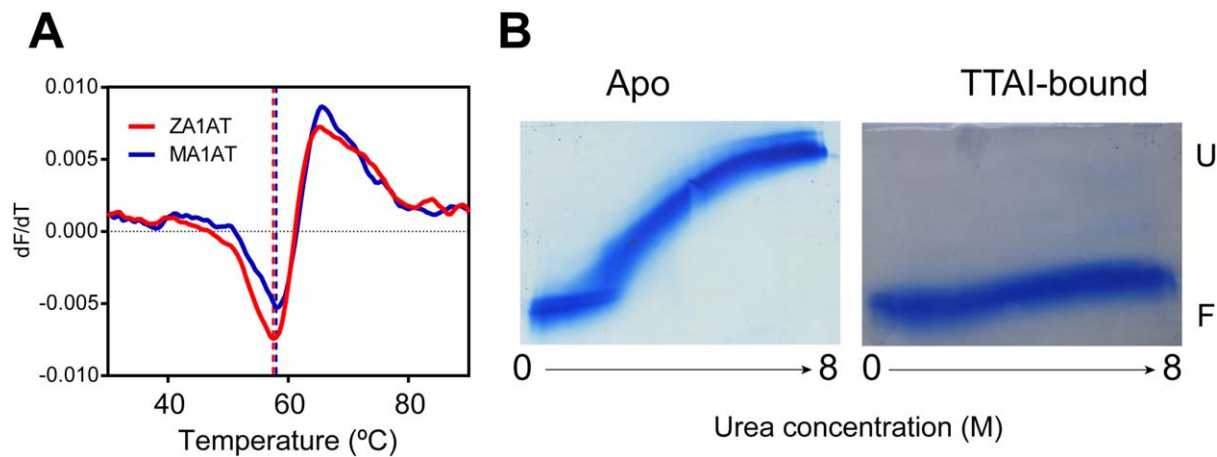 A
0.010
0.005
0.000
-0.005
-0.010
dF/dT
ZA1AT
MA1AT
40
60
80
Temperature (ºC)
B
Apo
TTAI-bound
U
F
0
8
0
8
Urea concentration (M)